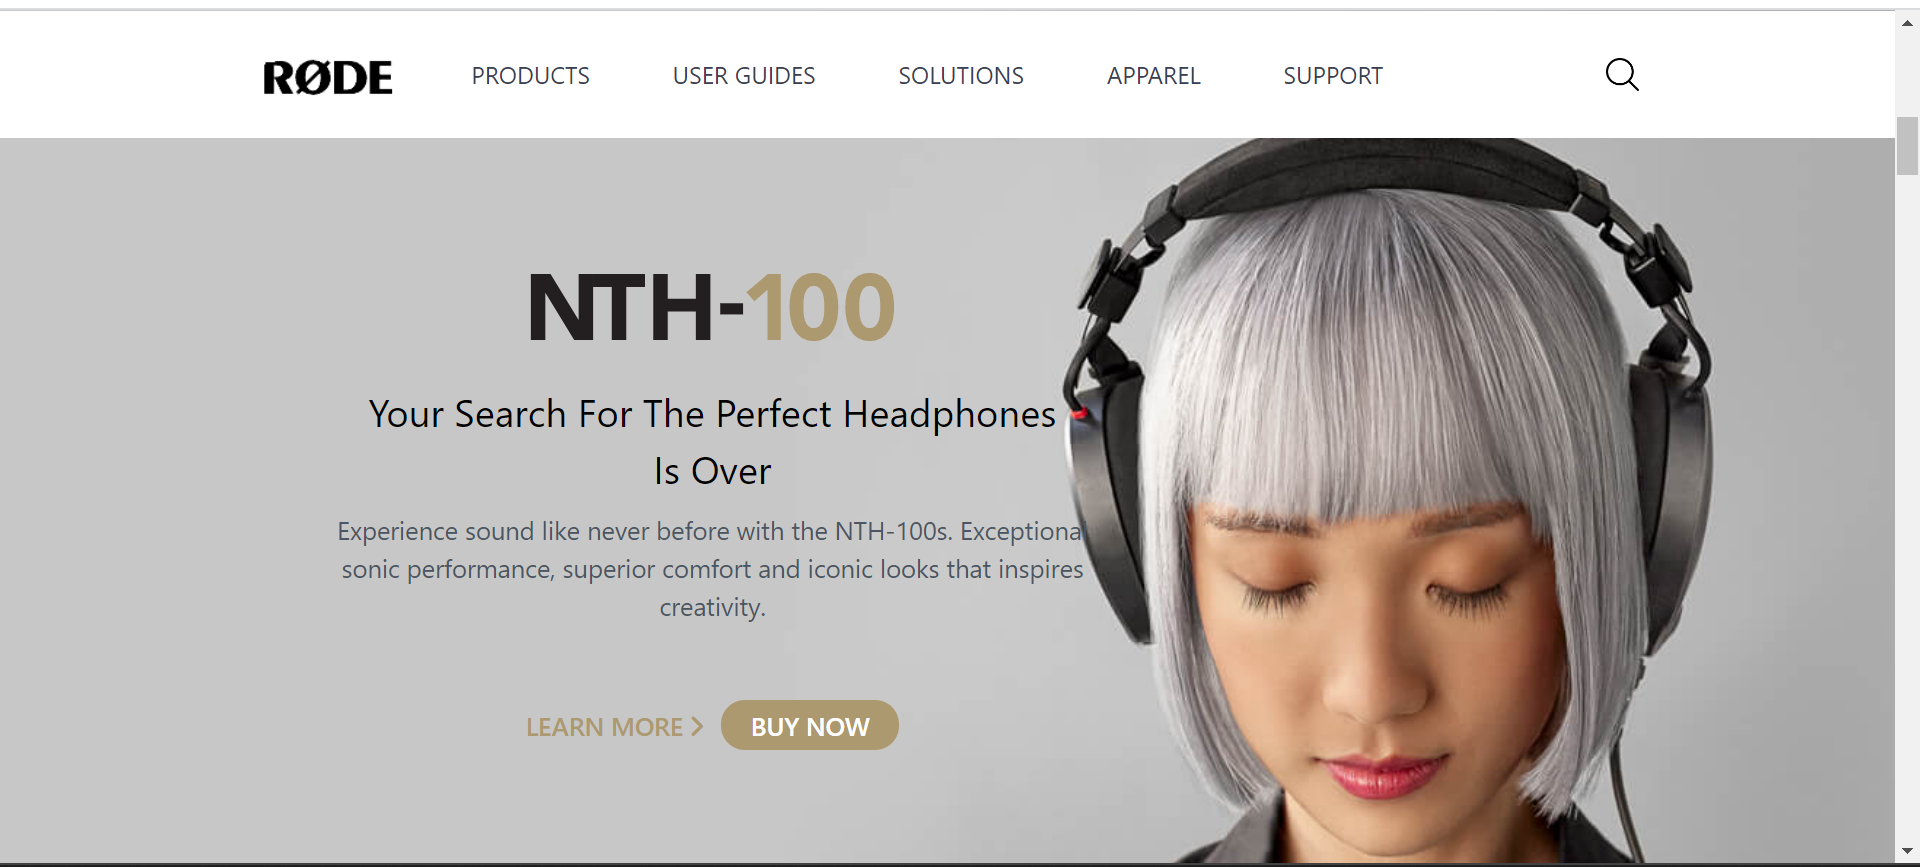 RØDE
PRODUCTS
USER GUIDES
SOLUTIONS
APPAREL
SUPPORT
NTH-100
Your Search For The Perfect Headphones
Is Over
Experience sound like never before with the NTH-100s. Exceptional
sonic performance, superior comfort and iconic looks that inspires
creativity.
LEARN MORE
BUY NOW